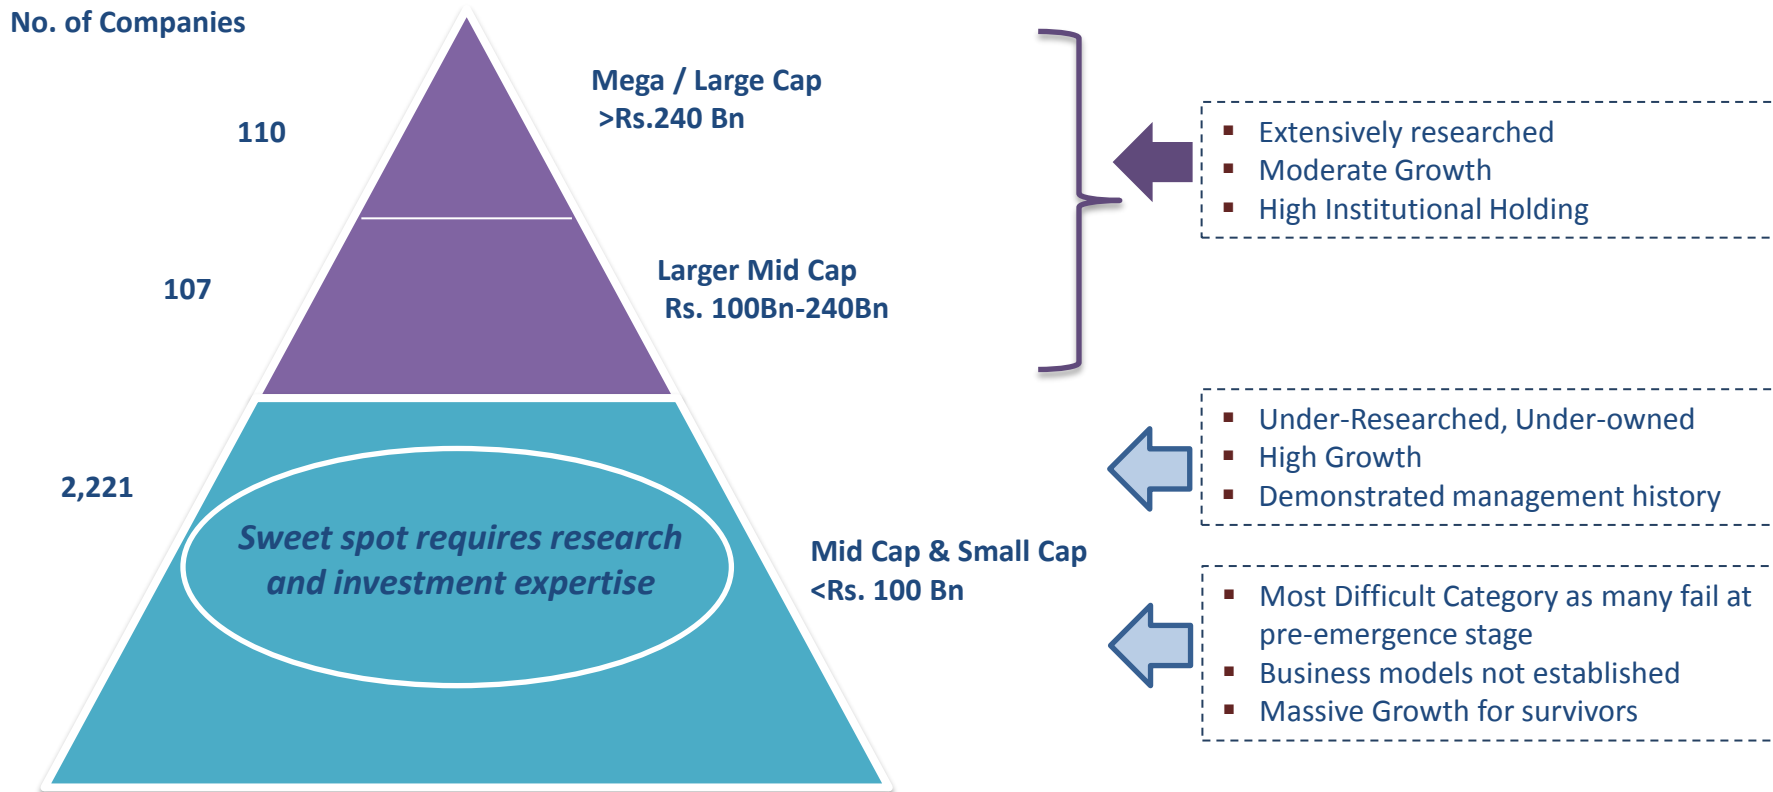 No. of Companies
110
Mega / Large Cap
>Rs.240 Bn
107
Larger Mid Cap
Rs. 100Bn-240Bn
2,221
Sweet spot requires research
and investment expertise
Mid Cap & Small Cap
<Rs. 100 Bn
▪ Extensively researched
▪ Moderate Growth
▪ High Institutional Holding
▪ Under-Researched, Under-owned
▪ High Growth
▪ Demonstrated management history
▪ Most Difficult Category as many fail at
pre-emergence stage
▪ Business models not established
▪ Massive Growth for survivors